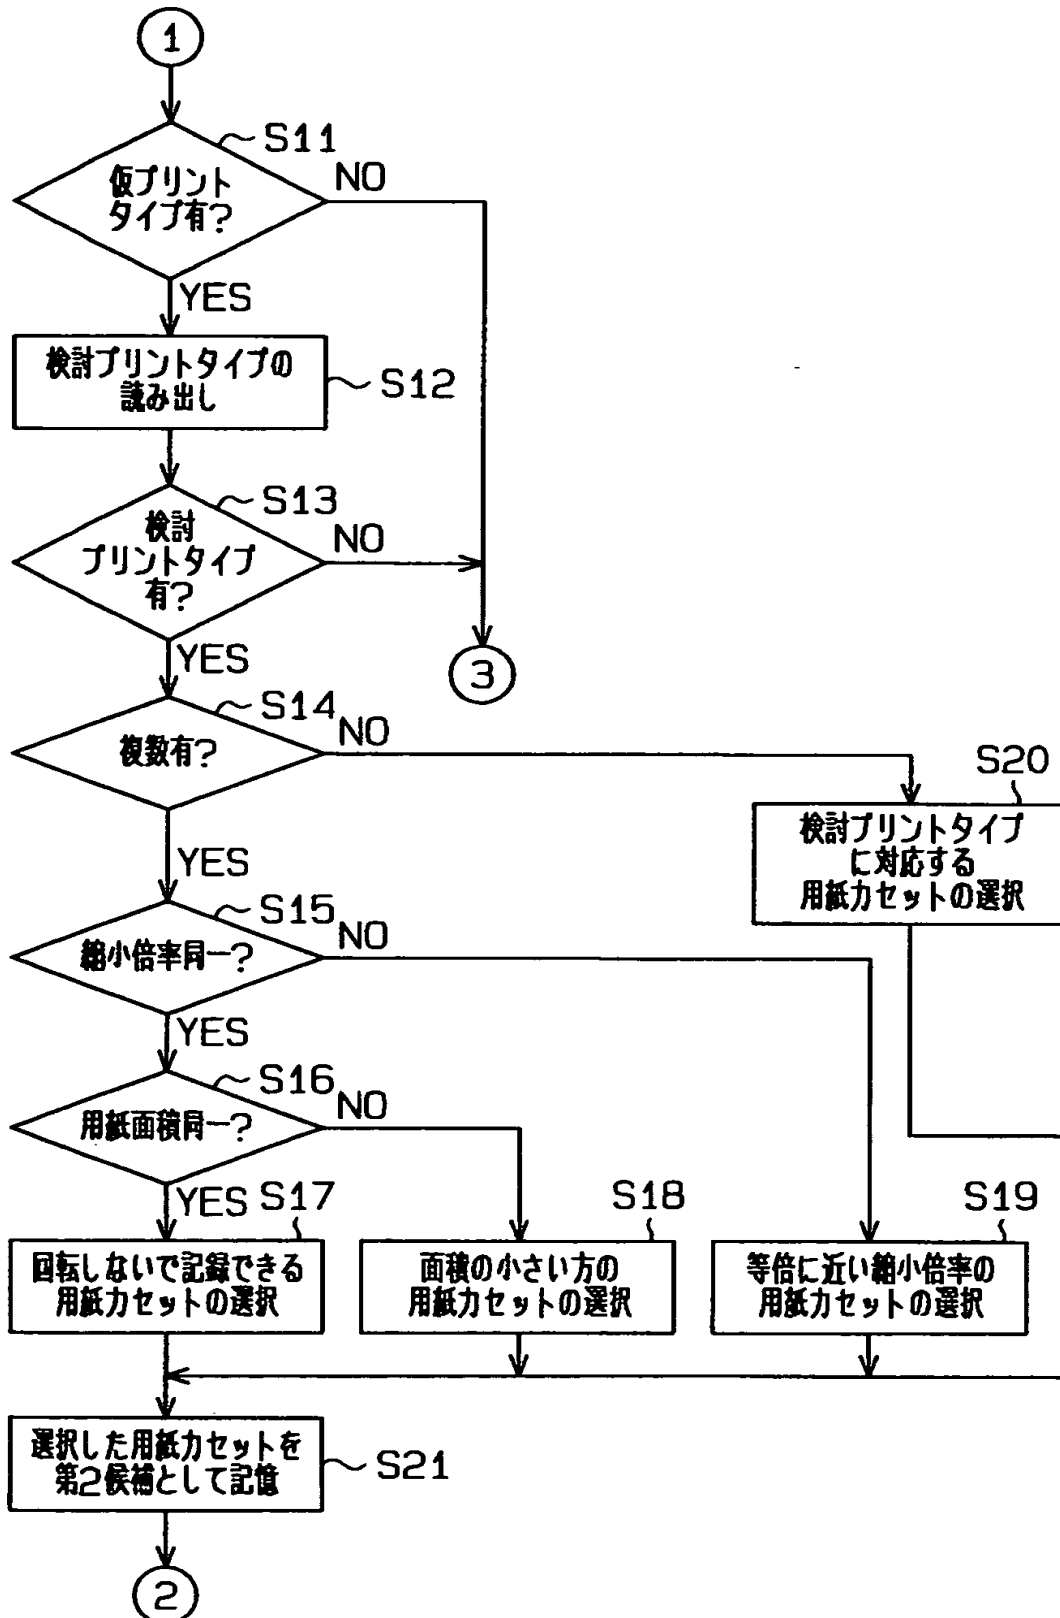 1
S11
仮プリント
タイプ有?
NO
YES
検討プリントタイプの
読み出し
S12
S13
検討
プリントタイプ
有?
NO
YES
3
S14
複数有?
NO
YES
S20
検討プリントタイプ
に対応する
用紙カセットの選択
S15
縮小倍率同一?
NO
YES
S16
用紙面積同一?
NO
YES
S17
回転しないで記録できる
用紙カセットの選択
S18
面積の小さい方の
用紙カセットの選択
S19
等倍に近い縮小倍率の
用紙カセットの選択
選択した用紙カセットを
第2候補として記憶
S21
2